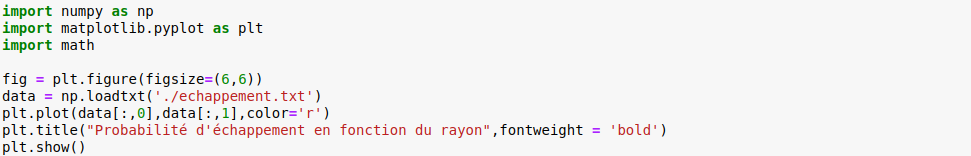 import numpy as np
import matplotlib.pyplot as plt
import math

fig = plt.figure(figsize=(6,6))
data = np.loadtxt('./echappement.txt')
plt.plot(data[:,0],data[:,1],color='r')
plt.title("Probabilité d'échappement en fonction du rayon",fontweight = 'bold')
plt.show()